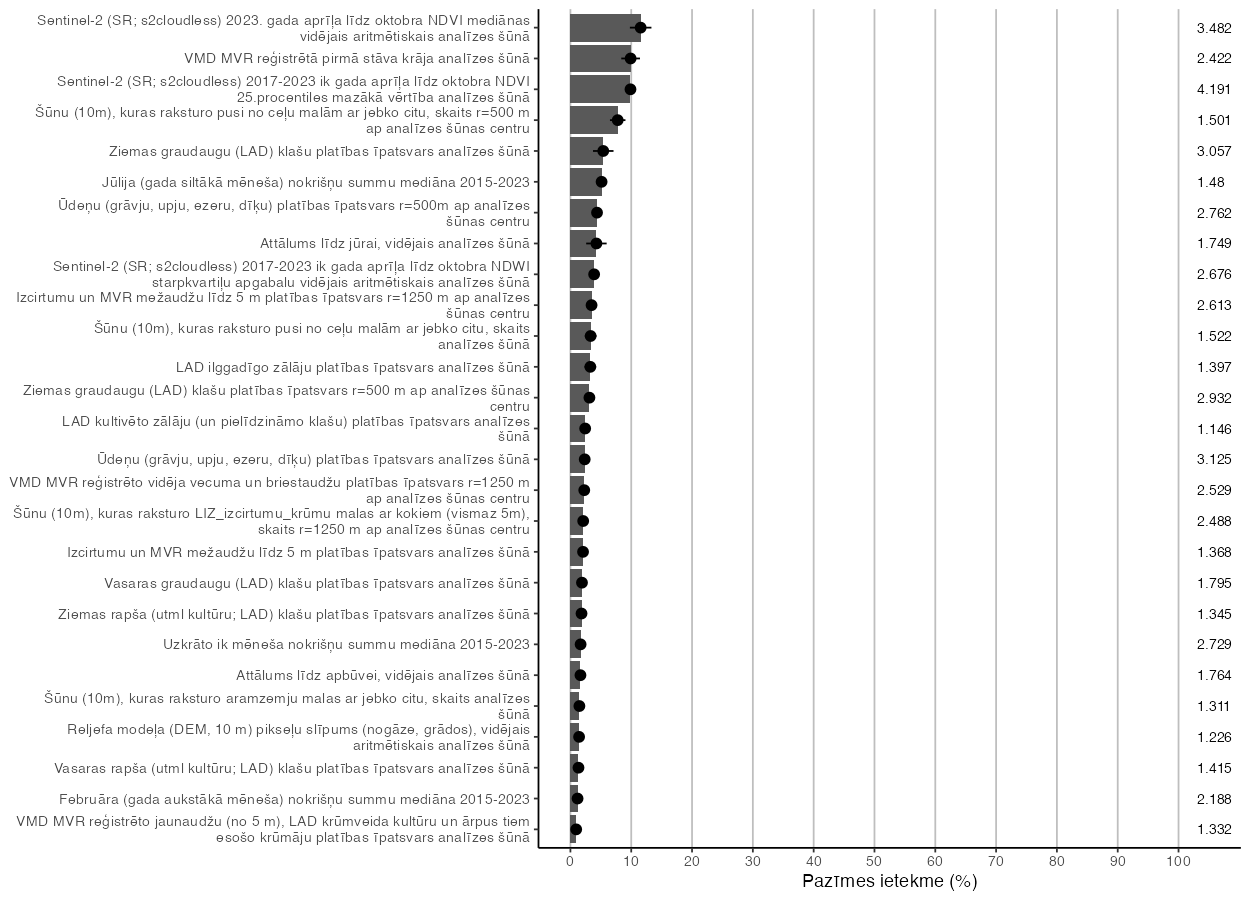 Sentinel-2 (SR; s2cloudless) 2023. gada aprīļa līdz oktobra NDVI mediānas
vidējais aritmētiskais analīzes šūnā
3.482
VMD MVR reģistrētā pirmā stāva krāja analīzes šūnā
2.422
Sentinel-2 (SR; s2cloudless) 2017-2023 ik gada aprīļa līdz oktobra NDVI
25.procentiles mazākā vērtība analīzes šūnā
4.191
Šūnu (10m), kuras raksturo pusi no ceļu malām ar jebko citu, skaits r=500 m
ap analīzes šūnas centru
1.501
Ziemas graudaugu (LAD) klašu platības īpatsvars analīzes šūnā
3.057
Jūlija (gada siltākā mēneša) nokrišņu summu mediāna 2015-2023
1.48
Ūdeņu (grāvju, upju, ezeru, dīķu) platības īpatsvars r=500m ap analīzes
šūnas centru
2.762
Attālums līdz jūrai, vidējais analīzes šūnā
1.749
Sentinel-2 (SR; s2cloudless) 2017-2023 ik gada aprīļa līdz oktobra NDWI
starpkvartiļu apgabalu vidējais aritmētiskais analīzes šūnā
2.676
Izcirtumu un MVR mežaudžu līdz 5 m platības īpatsvars r=1250 m ap analīzes
šūnas centru
2.613
Šūnu (10m), kuras raksturo pusi no ceļu malām ar jebko citu, skaits
analīzes šūnā
1.522
LAD ilggadīgo zālāju platības īpatsvars analīzes šūnā
1.397
Ziemas graudaugu (LAD) klašu platības īpatsvars r=500 m ap analīzes šūnas
centru
2.932
LAD kultivēto zālāju (un pielīdzināmo klašu) platības īpatsvars analīzes
šūnā
1.146
Ūdeņu (grāvju, upju, ezeru, dīķu) platības īpatsvars analīzes šūnā
3.125
VMD MVR reģistrēto vidēja vecuma un briestaudžu platības īpatsvars r=1250 m
ap analīzes šūnas centru
2.529
Šūnu (10m), kuras raksturo LIZ_izcirtumu_krūmu malas ar kokiem (vismaz 5m),
skaits r=1250 m ap analīzes šūnas centru
2.488
Izcirtumu un MVR mežaudžu līdz 5 m platības īpatsvars analīzes šūnā
1.368
Vasaras graudaugu (LAD) klašu platības īpatsvars analīzes šūnā
1.795
Ziemas rapša (utml kultūru; LAD) klašu platības īpatsvars analīzes šūnā
1.345
Uzkrāto ik mēneša nokrišņu summu mediāna 2015-2023
2.729
Attālums līdz apbūvei, vidējais analīzes šūnā
1.764
Šūnu (10m), kuras raksturo aramzemju malas ar jebko citu, skaits analīzes
šūnā
1.311
Reljefa modeļa (DEM, 10 m) pikseļu slīpums (nogāze, grādos), vidējais
aritmētiskais analīzes šūnā
1.226
Vasaras rapša (utml kultūru; LAD) klašu platības īpatsvars analīzes šūnā
1.415
Februāra (gada aukstākā mēneša) nokrišņu summu mediāna 2015-2023
2.188
VMD MVR reģistrēto jaunaudžu (no 5 m), LAD krūmveida kultūru un ārpus tiem
esošo krūmāju platības īpatsvars analīzes šūnā
1.332
0 10 20 30 40 50 60 70 80 90 100
Pazīmes ietekme (%)